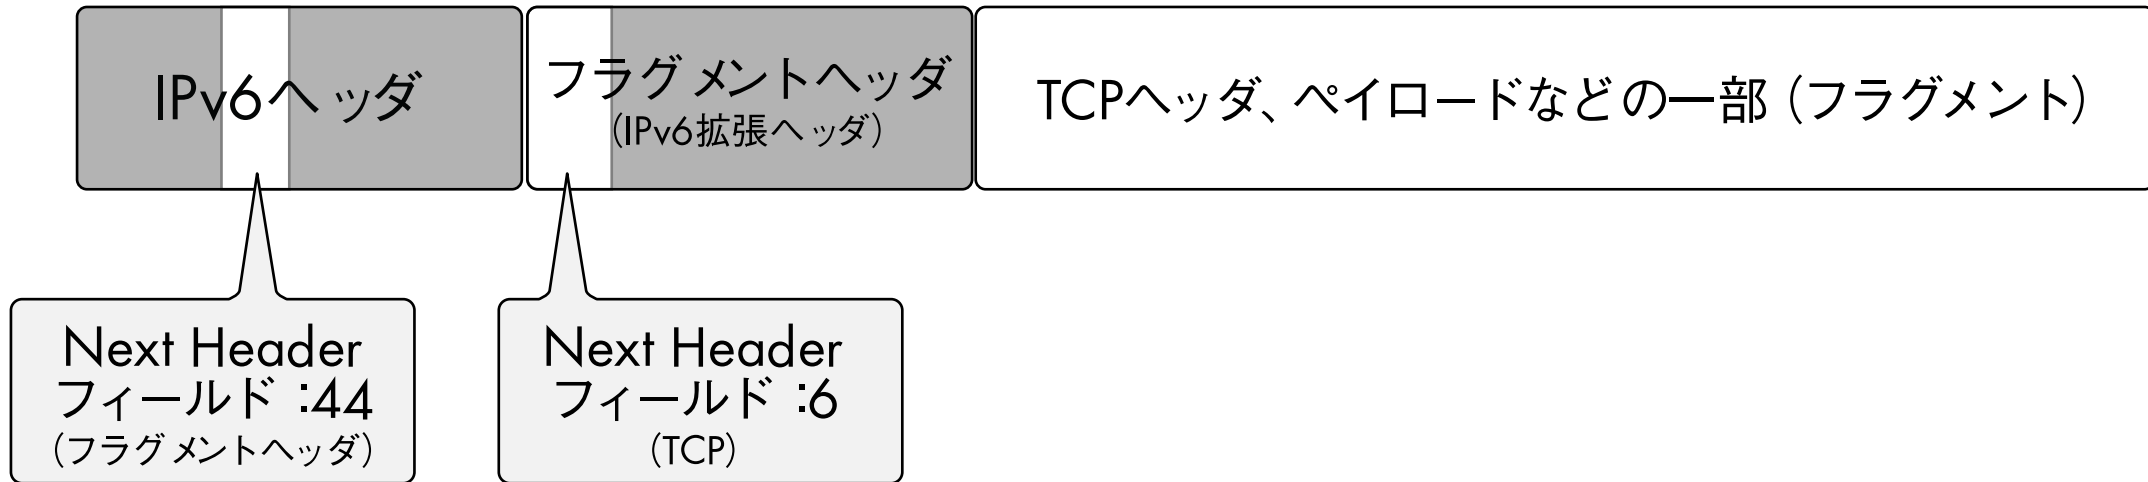 IPv6ヘッダ
フラグメントヘッダ
(IPv6拡張ヘッダ)
TCPヘッダ、ペイロードなどの一部(フラグメント)
Next Header
フィールド:44
(フラグメントヘッダ)
Next Header
フィールド:6
(TCP)